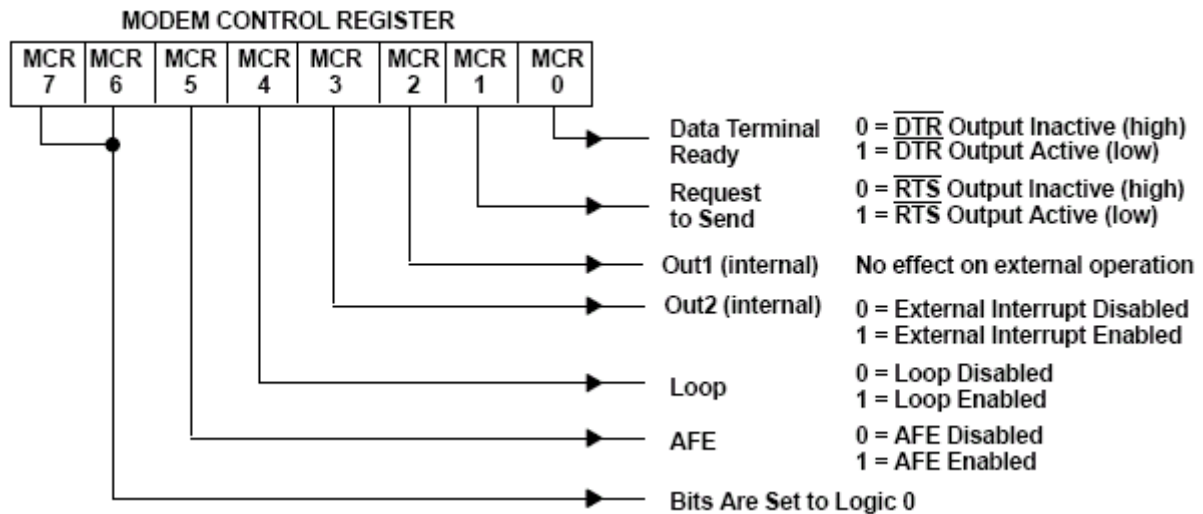 MODEM CONTROL REGISTER
MCR MCR MCR MCR MCR MCR MCR MCR
7 6 5 4 3 2 1 0
Data Terminal Ready
0 = D̅T̅R̅ Output Inactive (high)
1 = D̅T̅R̅ Output Active (low)
Request to Send
0 = R̅T̅S̅ Output Inactive (high)
1 = R̅T̅S̅ Output Active (low)
Out1 (internal) No effect on external operation
Out2 (internal)
0 = External Interrupt Disabled
1 = External Interrupt Enabled
Loop
0 = Loop Disabled
1 = Loop Enabled
AFE
0 = AFE Disabled
1 = AFE Enabled
Bits Are Set to Logic 0